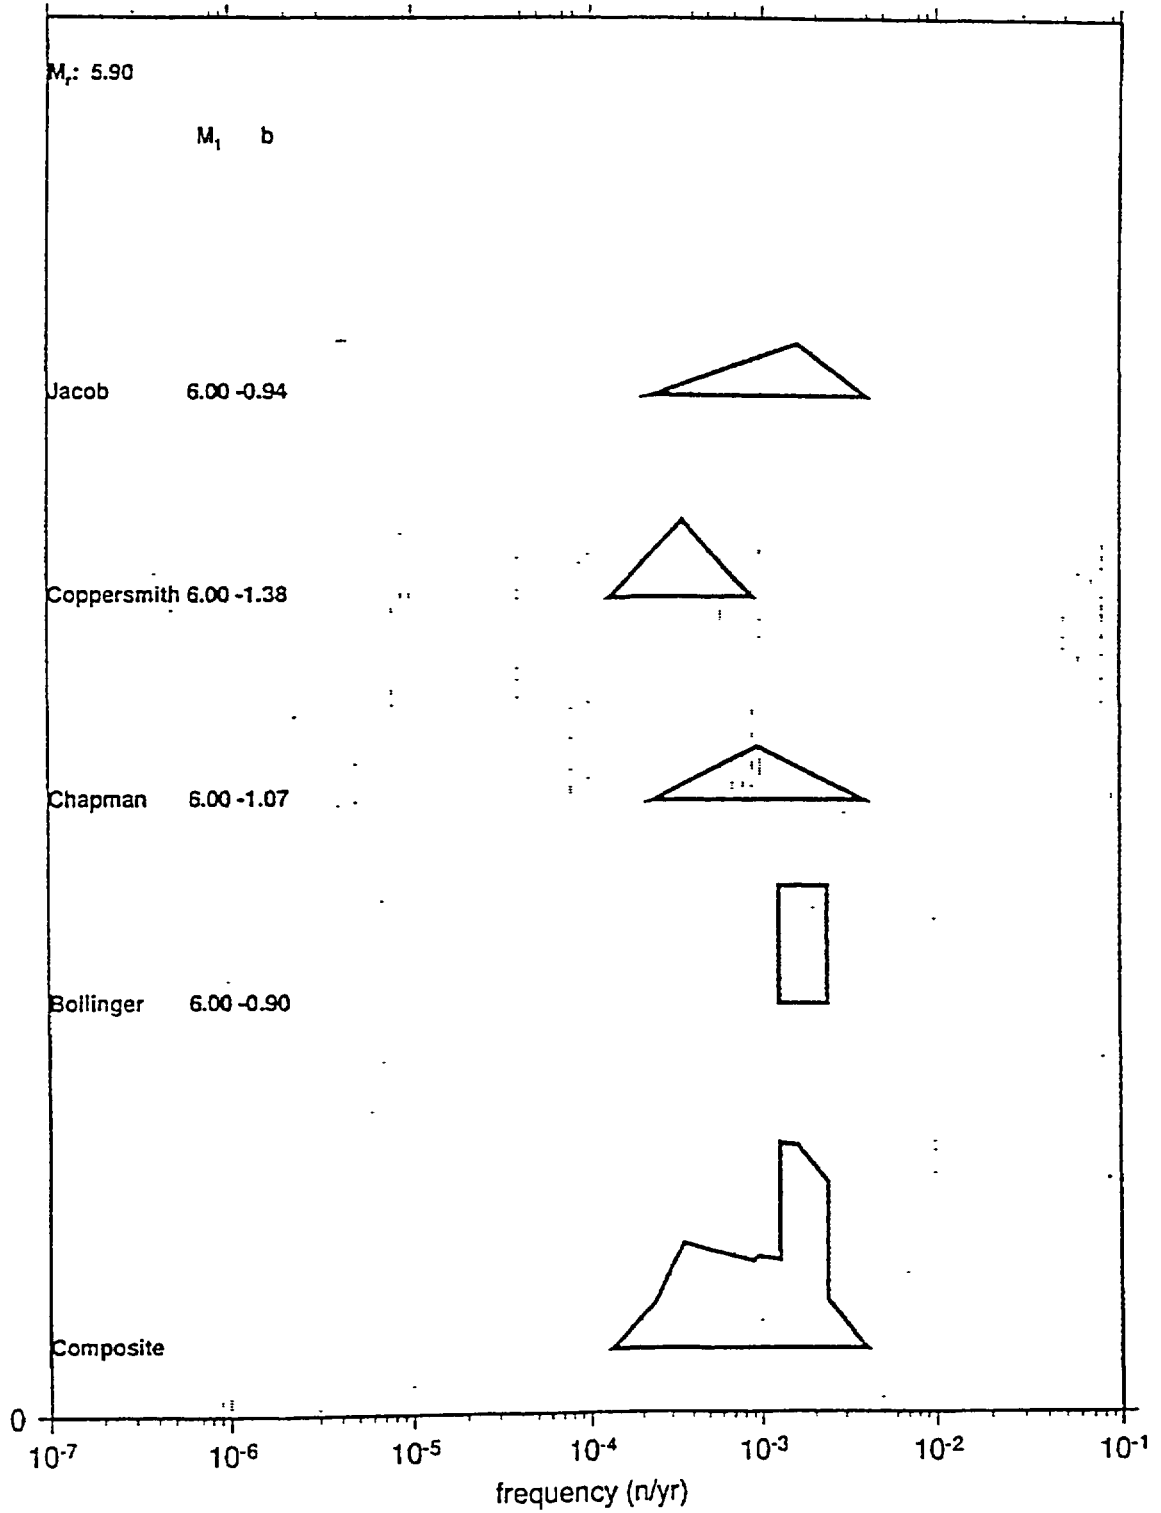 Mr: 5.90
M1 b
Jacob 6.00 -0.94
Coppersmith 6.00 -1.38
Chapman 6.00 -1.07
Bollinger 6.00 -0.90
Composite
0
10-7 10-6 10-5 10-4 10-3 10-2 10-1
frequency (n/yr)